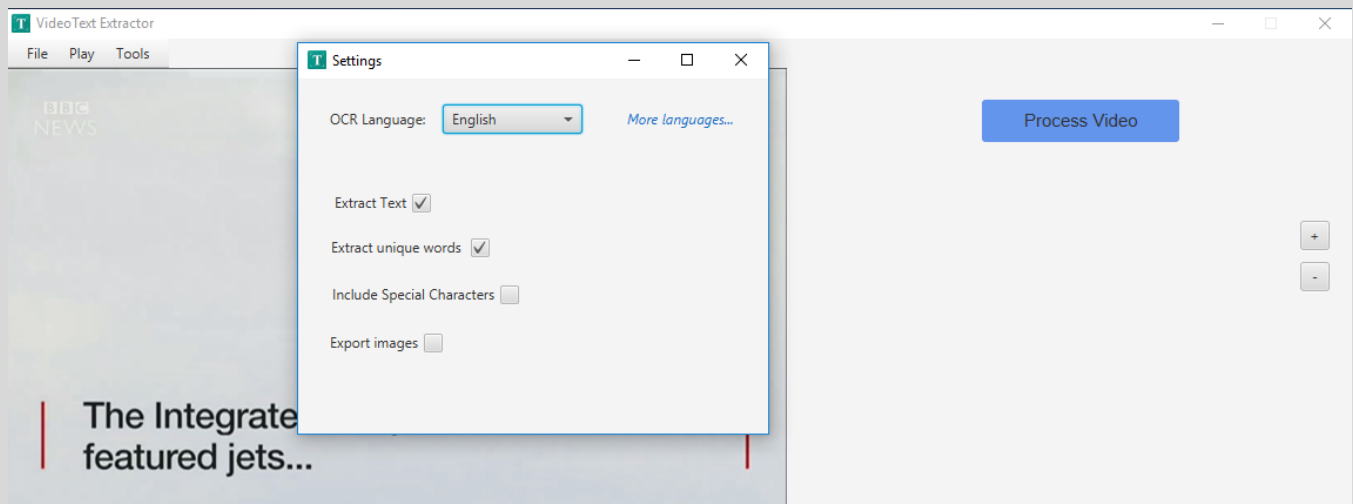 VideoText Extractor
File Play Tools
Settings
OCR Language: English More languages...
Extract Text
Extract unique words
Include Special Characters
Export images
Process Video
+
-
BBC
NEWS
The Integrate
featured jets...